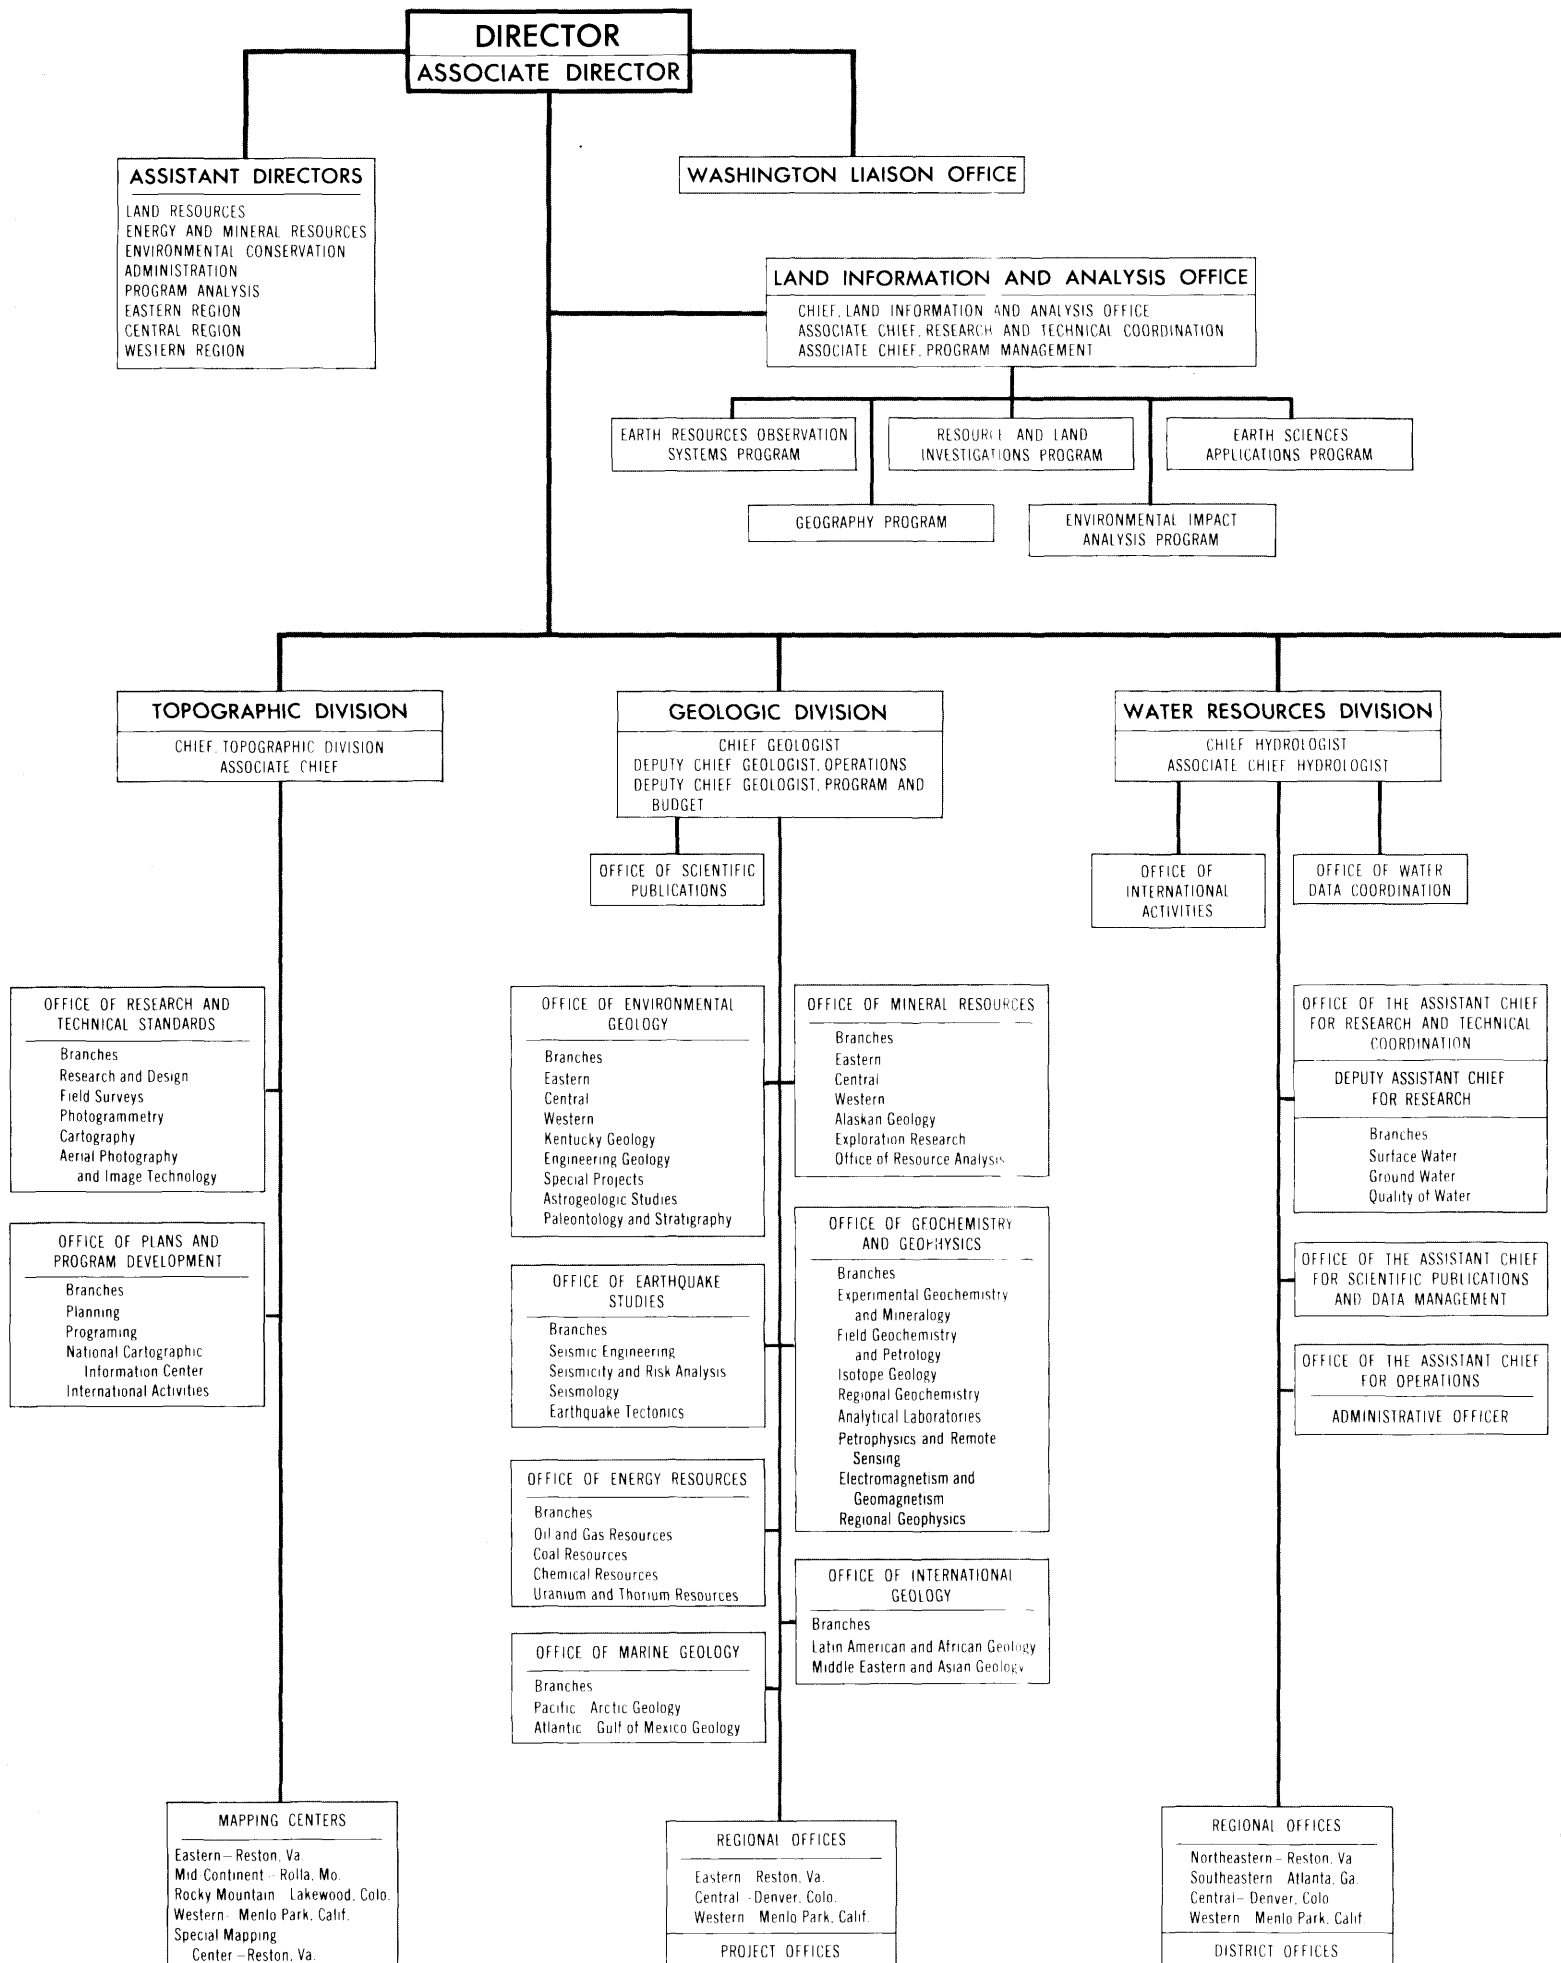 DIRECTOR
ASSOCIATE DIRECTOR
ASSISTANT DIRECTORS
LAND RESOURCES
ENERGY AND MINERAL RESOURCES
ENVIRONMENTAL CONSERVATION
ADMINISTRATION
PROGRAM ANALYSIS
EASTERN REGION
CENTRAL REGION
WESTERN REGION
WASHINGTON LIAISON OFFICE
LAND INFORMATION AND ANALYSIS OFFICE
CHIEF, LAND INFORMATION AND ANALYSIS OFFICE
ASSOCIATE CHIEF, RESEARCH AND TECHNICAL COORDINATION
ASSOCIATE CHIEF, PROGRAM MANAGEMENT
EARTH RESOURCES OBSERVATION
SYSTEMS PROGRAM
RESOURCE AND LAND
INVESTIGATIONS PROGRAM
EARTH SCIENCES
APPLICATIONS PROGRAM
GEOGRAPHY PROGRAM
ENVIRONMENTAL IMPACT
ANALYSIS PROGRAM
TOPOGRAPHIC DIVISION
CHIEF, TOPOGRAPHIC DIVISION
ASSOCIATE CHIEF
OFFICE OF RESEARCH AND
TECHNICAL STANDARDS
Branches
Research and Design
Field Surveys
Photogrammetry
Cartography
Aerial Photography
and Image Technology
OFFICE OF PLANS AND
PROGRAM DEVELOPMENT
Branches
Planning
Programing
National Cartographic
Information Center
International Activities
MAPPING CENTERS
Eastern—Reston, Va.
Mid Continent - Rolla, Mo.
Rocky Mountain Lakewood, Colo.
Western- Menlo Park, Calif.
Special Mapping
Center—Reston, Va.
GEOLOGIC DIVISION
CHIEF GEOLOGIST
DEPUTY CHIEF GEOLOGIST, OPERATIONS
DEPUTY CHIEF GEOLOGIST, PROGRAM AND
BUDGET
OFFICE OF SCIENTIFIC
PUBLICATIONS
OFFICE OF ENVIRONMENTAL
GEOLOGY
Branches
Eastern
Central
Western
Kentucky Geology
Engineering Geology
Special Projects
Astrogeologic Studies
Paleontology and Stratigraphy
OFFICE OF EARTHQUAKE
STUDIES
Branches
Seismic Engineering
Seismicity and Risk Analysis
Seismology
Earthquake Tectonics
OFFICE OF ENERGY RESOURCES
Branches
Oil and Gas Resources
Coal Resources
Chemical Resources
Uranium and Thorium Resources
OFFICE OF MARINE GEOLOGY
Branches
Pacific Arctic Geology
Atlantic Gulf of Mexico Geology
OFFICE OF MINERAL RESOURCES
Branches
Eastern
Central
Western
Alaskan Geology
Exploration Research
Office of Resource Analysis
OFFICE OF GEOCHEMISTRY
AND GEOPHYSICS
Branches
Experimental Geochemistry
and Mineralogy
Field Geochemistry
and Petrology
Isotope Geology
Regional Geochemistry
Analytical Laboratories
Petrophysics and Remote
Sensing
Electromagnetism and
Geomagnetism
Regional Geophysics
OFFICE OF INTERNATIONAL
GEOLOGY
Branches
Latin American and African Geology
Middle Eastern and Asian Geology
REGIONAL OFFICES
Eastern Reston, Va.
Central -Denver, Colo.
Western Menlo Park, Calif.
PROJECT OFFICES
WATER RESOURCES DIVISION
CHIEF HYDROLOGIST
ASSOCIATE CHIEF HYDROLOGIST
OFFICE OF
INTERNATIONAL
ACTIVITIES
OFFICE OF WATER
DATA COORDINATION
OFFICE OF THE ASSISTANT CHIEF
FOR RESEARCH AND TECHNICAL
COORDINATION
DEPUTY ASSISTANT CHIEF
FOR RESEARCH
Branches
Surface Water
Ground Water
Quality of Water
OFFICE OF THE ASSISTANT CHIEF
FOR SCIENTIFIC PUBLICATIONS
AND DATA MANAGEMENT
OFFICE OF THE ASSISTANT CHIEF
FOR OPERATIONS
ADMINISTRATIVE OFFICER
REGIONAL OFFICES
Northeastern—Reston, Va
Southeastern Atlanta, Ga.
Central—Denver, Colo
Western Menlo Park, Calif.
DISTRICT OFFICES